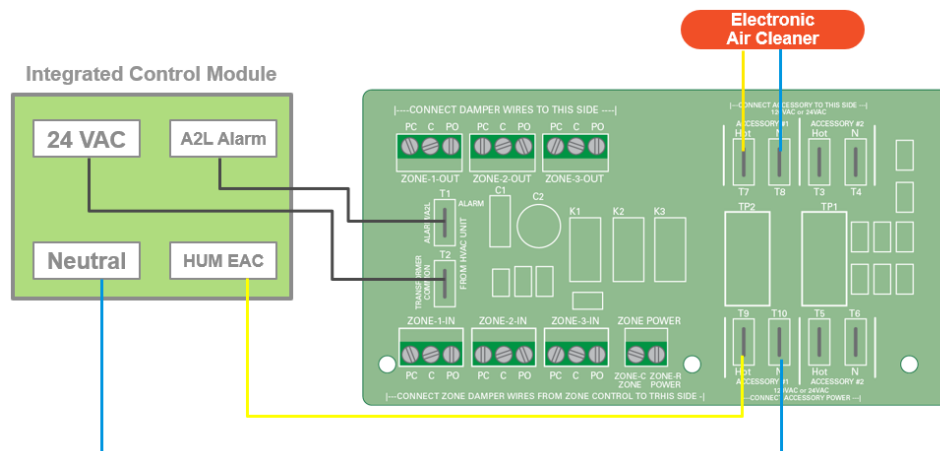 Electronic
Air Cleaner
Integrated Control Module
24 VAC
A2L Alarm
Neutral
HUM EAC
|----CONNECT DAMPER WIRES TO THIS SIDE ----|
PC C PO PC C PO PC C PO
ZONE-1-OUT ZONE-2-OUT ZONE-3-OUT
|---CONNECT ACCESSORY TO THIS SIDE ---|
120VAC or 24VAC
ACCESSORY #1 ACCESSORY #2
Hot N Hot N
T7 T8 T3 T4
T1
ALARM
ALARM/A2L
FROM HVAC UNIT
T2
TRANSFORMER
COMMON
C1
C2
K1 K2 K3
TP2 TP1
ZONE-1-IN ZONE-2-IN ZONE-3-IN ZONE POWER
PC C PO PC C PO PC C PO
ZONE-C ZONE-R
ZONE POWER
|---CONNECT ZONE DAMPER WIRES FROM ZONE CONTROL TO TRHIS SIDE -|
T9 T10 T5 T6
Hot N Hot N
ACCESSORY #1 ACCESSORY #2
120VAC or 24VAC
|---CONNECT ACCESSORY POWER ---|